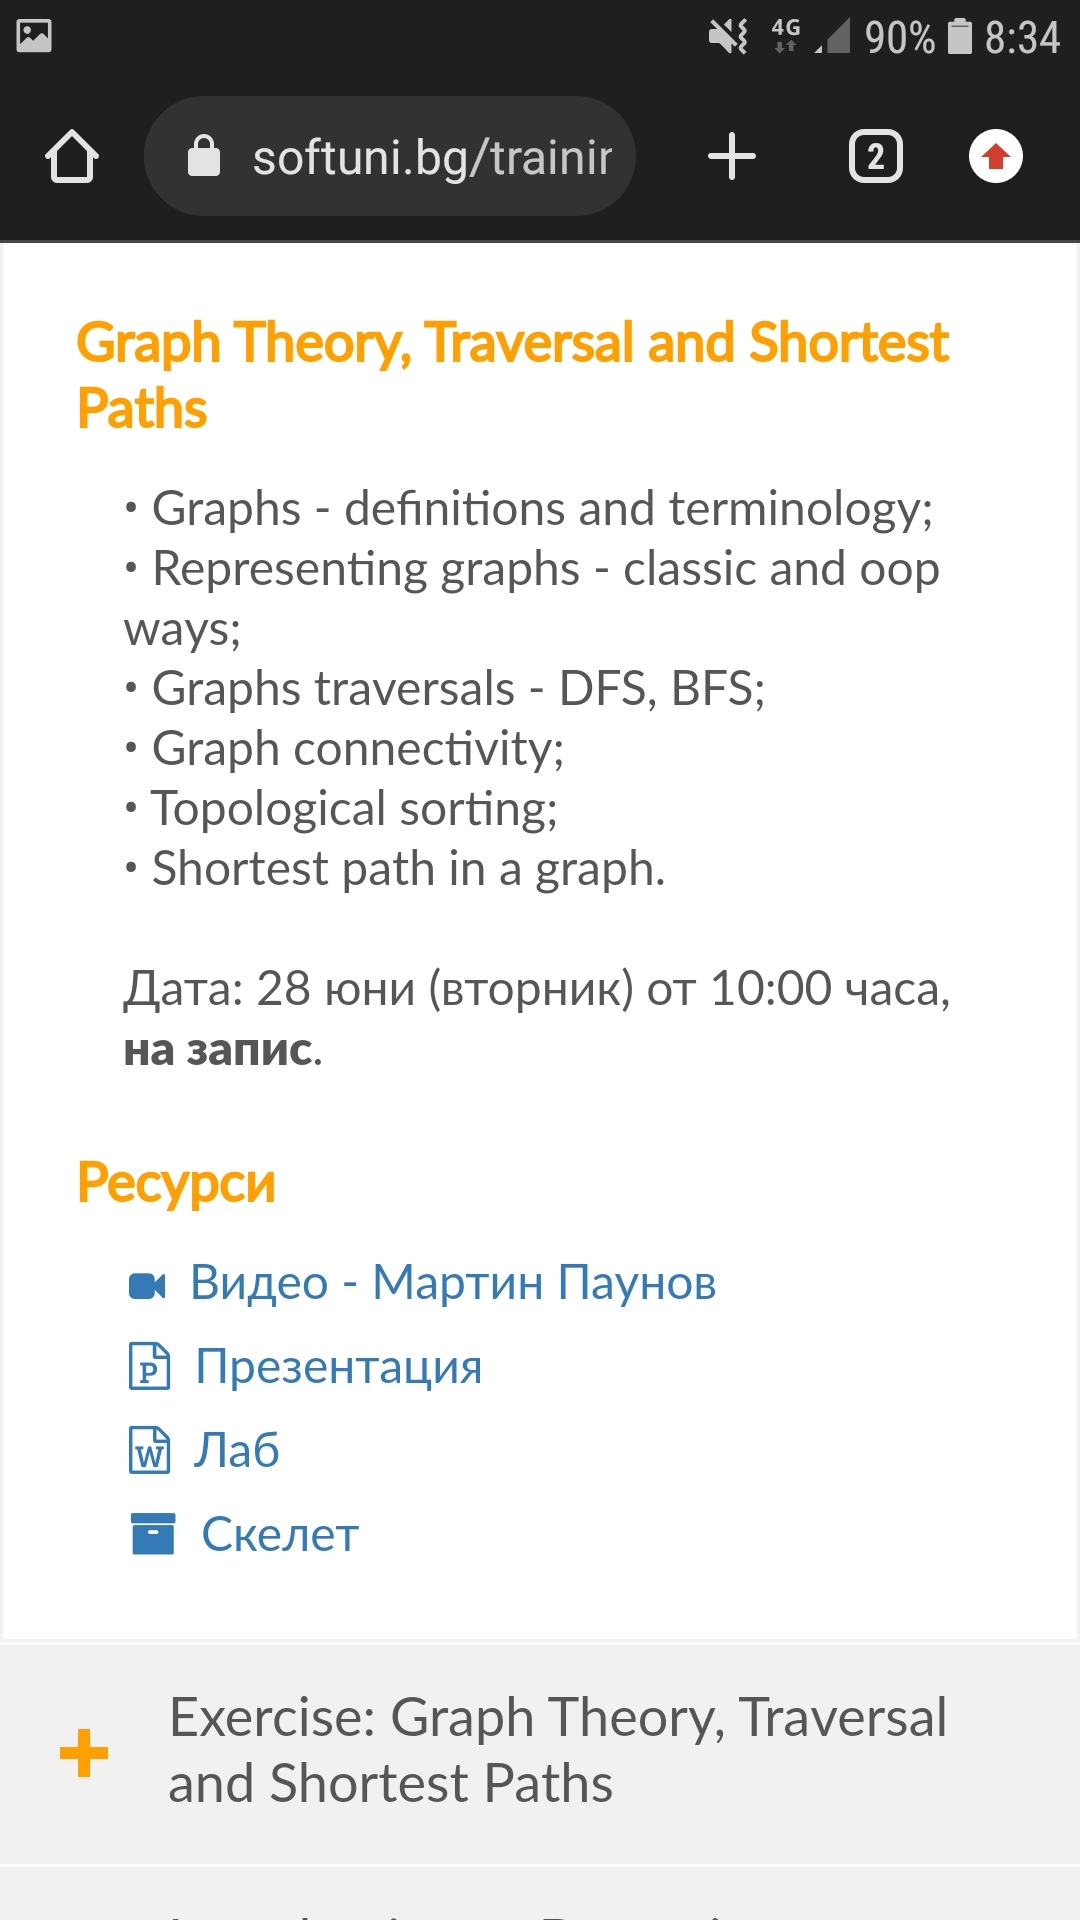 4G 90% 8:34
softuni.bg/trainir
2
Graph Theory, Traversal and Shortest
Paths
• Graphs - definitions and terminology;
• Representing graphs - classic and oop
ways;
• Graphs traversals - DFS, BFS;
• Graph connectivity;
• Topological sorting;
• Shortest path in a graph.
Дата: 28 юни (вторник) от 10:00 часа,
на запис.
Ресурси
Видео - Мартин Паунов
P Презентация
W Лаб
Скелет
Exercise: Graph Theory, Traversal
and Shortest Paths